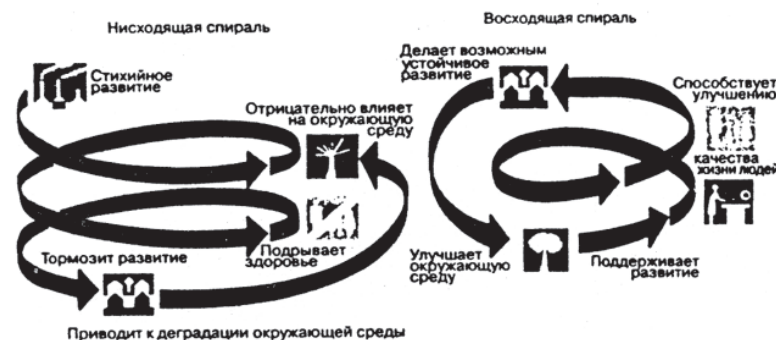 Нисходящая спираль
Стихийное
развитие
Отрицательно влияет
на окружающую
среду
Подрывает
здоровье
Тормозит развитие
Приводит к деградации окружающей среды
Восходящая спираль
Делает возможным
устойчивое
развитие
Способствует
улучшению
качества
жизни людей
Улучшает
окружающую
среду
Поддерживает
развитие